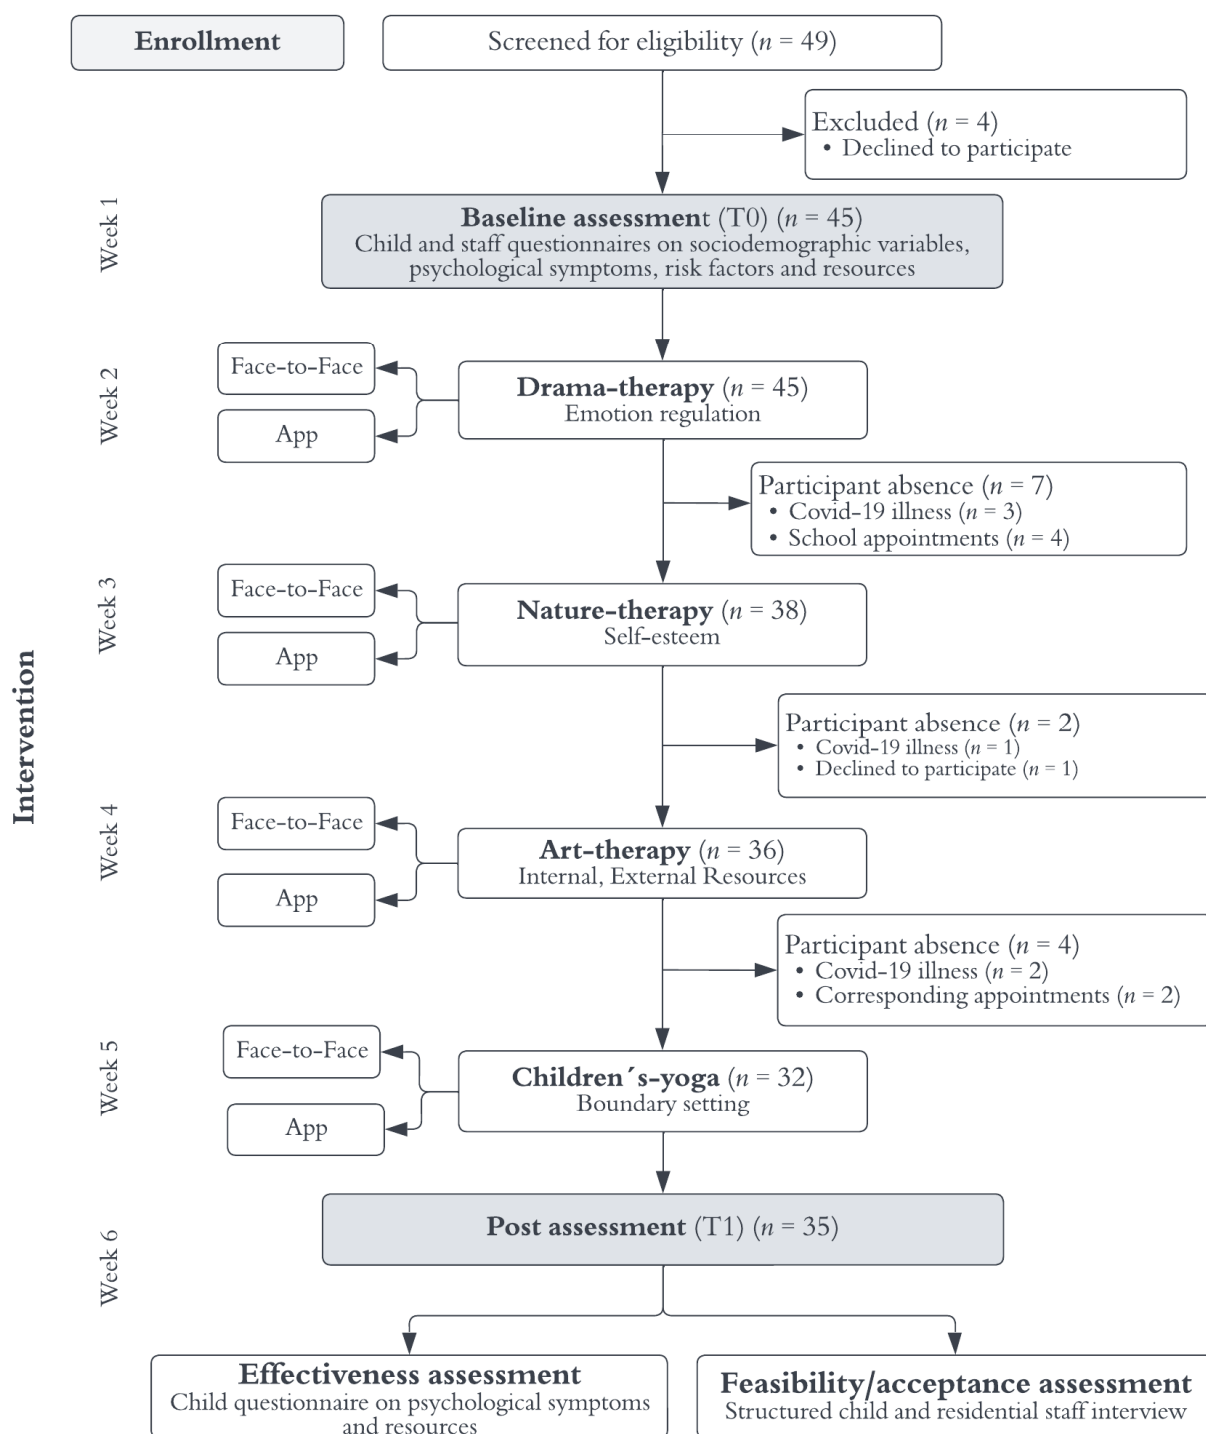 Enrollment
Screened for eligibility (n = 49)
Excluded (n = 4)
• Declined to participate
Week 1
Baseline assessment (T0) (n = 45)
Child and staff questionnaires on sociodemographic variables,
psychological symptoms, risk factors and resources
Intervention
Week 2
Face-to-Face
App
Drama-therapy (n = 45)
Emotion regulation
Participant absence (n = 7)
• Covid-19 illness (n = 3)
• School appointments (n = 4)
Week 3
Face-to-Face
App
Nature-therapy (n = 38)
Self-esteem
Participant absence (n = 2)
• Covid-19 illness (n = 1)
• Declined to participate (n = 1)
Week 4
Face-to-Face
App
Art-therapy (n = 36)
Internal, External Resources
Participant absence (n = 4)
• Covid-19 illness (n = 2)
• Corresponding appointments (n = 2)
Week 5
Face-to-Face
App
Children´s-yoga (n = 32)
Boundary setting
Week 6
Post assessment (T1) (n = 35)
Effectiveness assessment
Child questionnaire on psychological symptoms
and resources
Feasibility/acceptance assessment
Structured child and residential staff interview